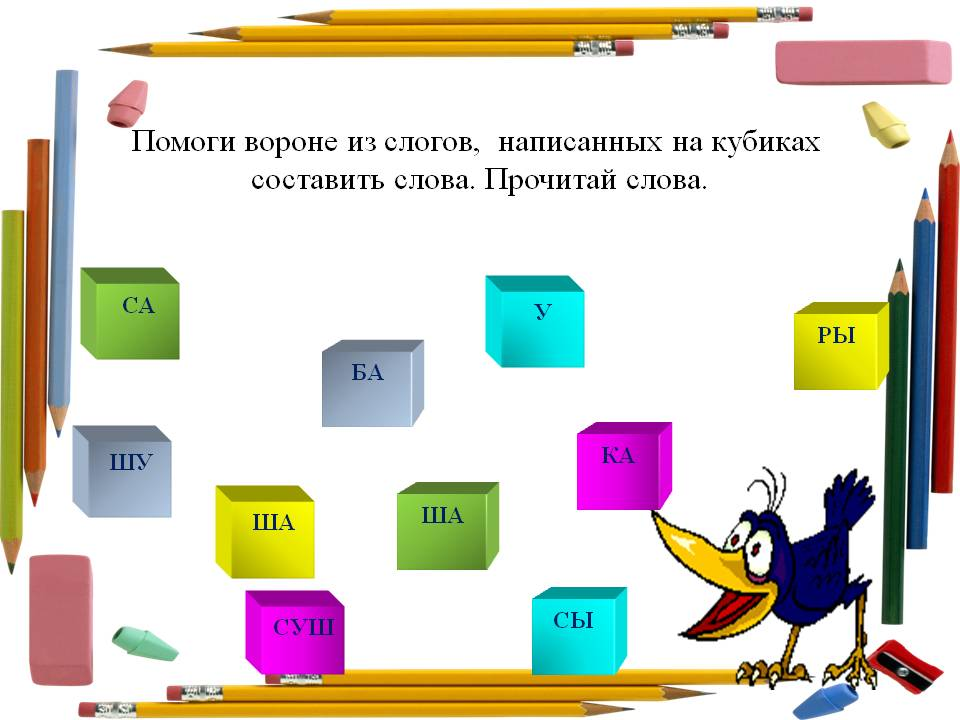 Помоги вороне из слогов, написанных на кубиках
составить слова. Прочитай слова.
СА
У
РЫ
БА
ШУ
КА
ША
ША
СУШ
СЫ